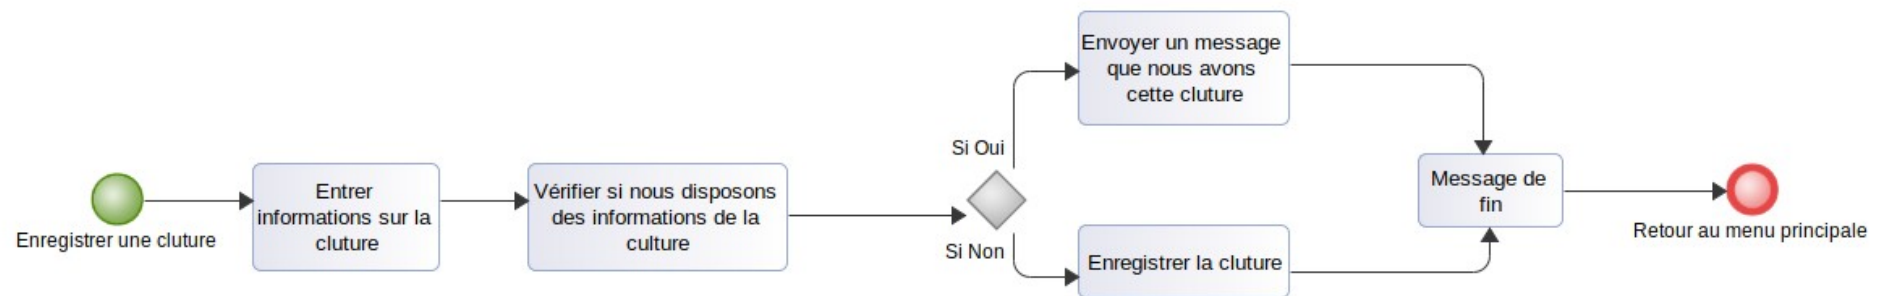 Enregistrer une cluture
Entrer
informations sur la
cluture
Vérifier si nous disposons
des informations de la
culture
Si Oui
Si Non
Envoyer un message
que nous avons
cette cluture
Enregistrer la cluture
Message de
fin
Retour au menu principale